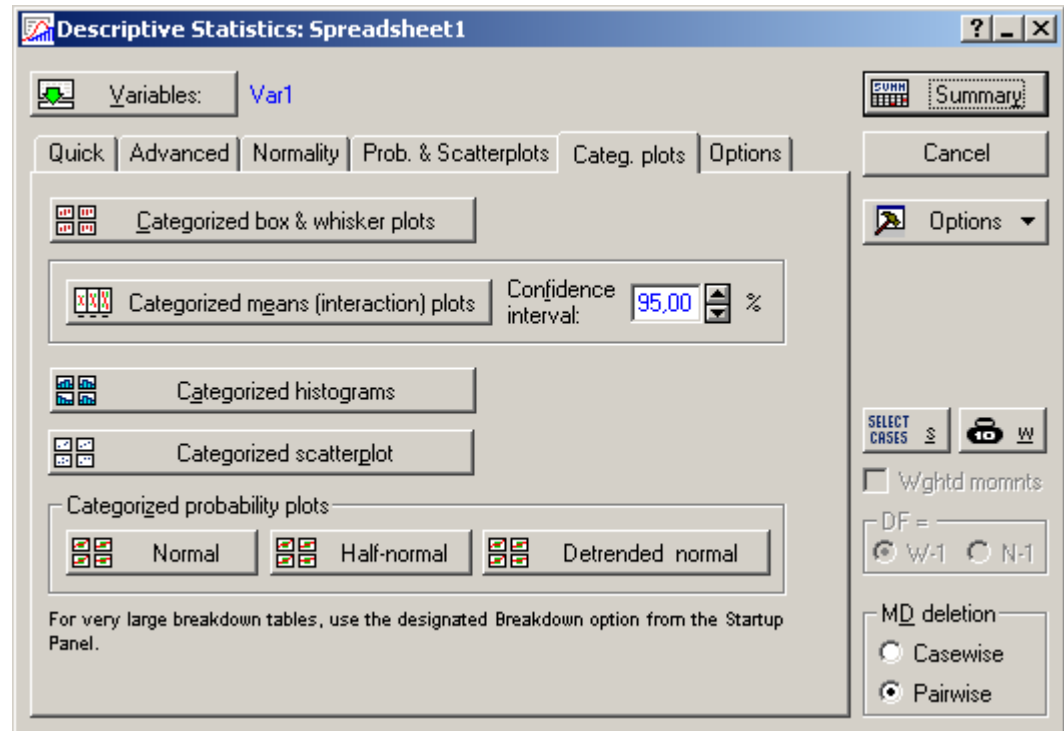 Descriptive Statistics: Spreadsheet1
Variables: Var1
Summary
Quick Advanced Normality Prob. & Scatterplots Categ. plots Options
Cancel
Categorized box & whisker plots
Options
Categorized means (interaction) plots
Confidence
interval:
95,00 %
Categorized histograms
Categorized scatterplot
SELECT
CASES S
10 W
Wghtd momnts
Categorized probability plots
Normal Half-normal Detrended normal
DF =
W-1 N-1
For very large breakdown tables, use the designated Breakdown option from the Startup
Panel.
MD deletion
Casewise
Pairwise